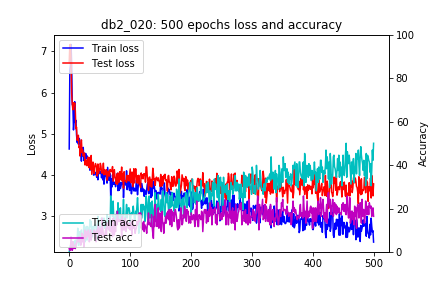 db2_020: 500 epochs loss and accuracy
Train loss
Test loss
Train acc
Test acc
Loss
7
6
5
4
3
Accuracy
100
80
60
40
20
0
0 100 200 300 400 500